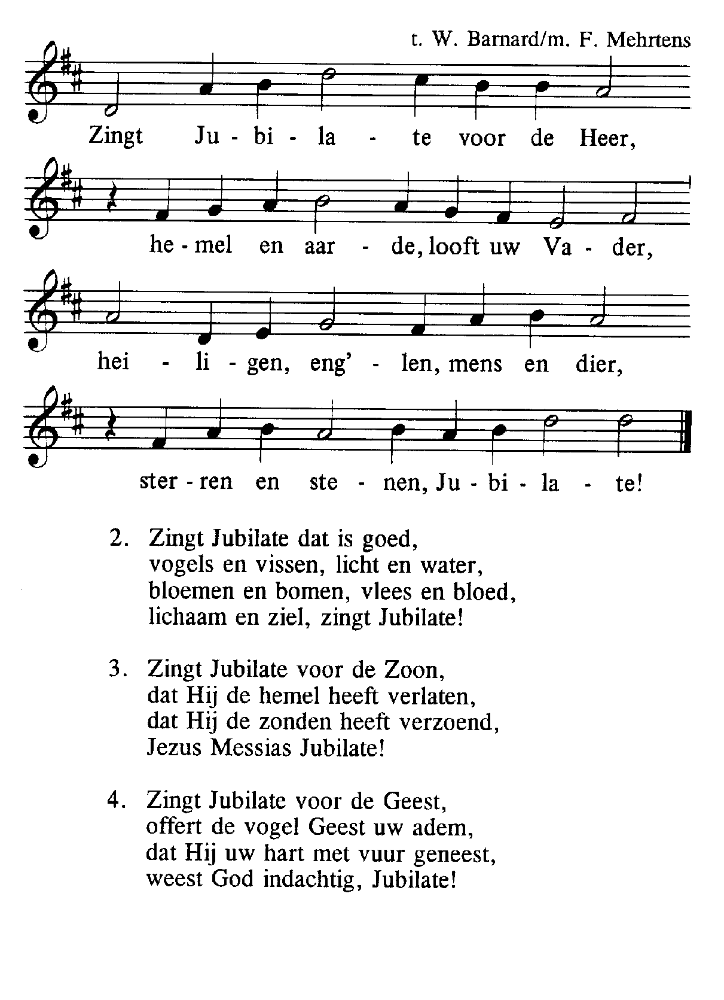 t. W. Barnard/m. F. Mehrtens
Zingt Ju - bi - la - te voor de Heer,
he - mel en aar - de, looft uw Va - der,
hei - li - gen, eng' - len, mens en dier,
ster - ren en ste - nen, Ju - bi - la - te!
2. Zingt Jubilate dat is goed,
vogels en vissen, licht en water,
bloemen en bomen, vlees en bloed,
lichaam en ziel, zingt Jubilate!
3. Zingt Jubilate voor de Zoon,
dat Hij de hemel heeft verlaten,
dat Hij de zonden heeft verzoend,
Jezus Messias Jubilate!
4. Zingt Jubilate voor de Geest,
offert de vogel Geest uw adem,
dat Hij uw hart met vuur geneest,
weest God indachtig, Jubilate!